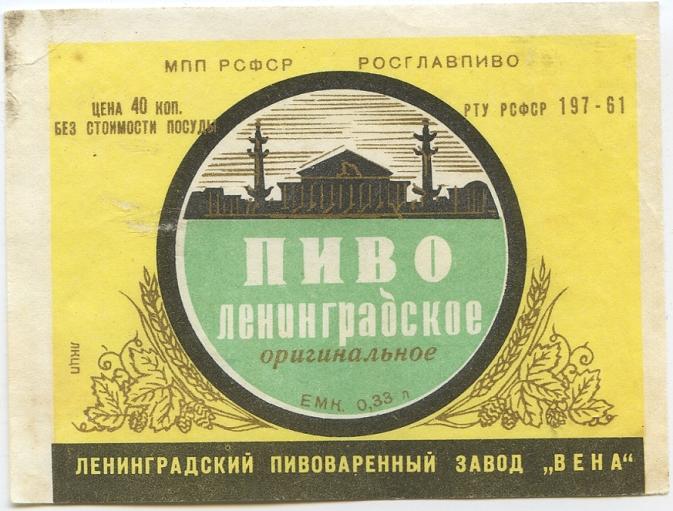 МПП РСФСР РОСГЛАВПИВО
ЦЕНА 40 КОП.
БЕЗ СТОИМОСТИ ПОСУДЫ
РТУ РСФСР 197-61
ПИВО
ленинградское
оригинальное
ЕМК. 0,33 л
ЛКЦП
ЛЕНИНГРАДСКИЙ ПИВОВАРЕННЫЙ ЗАВОД „ВЕНА“